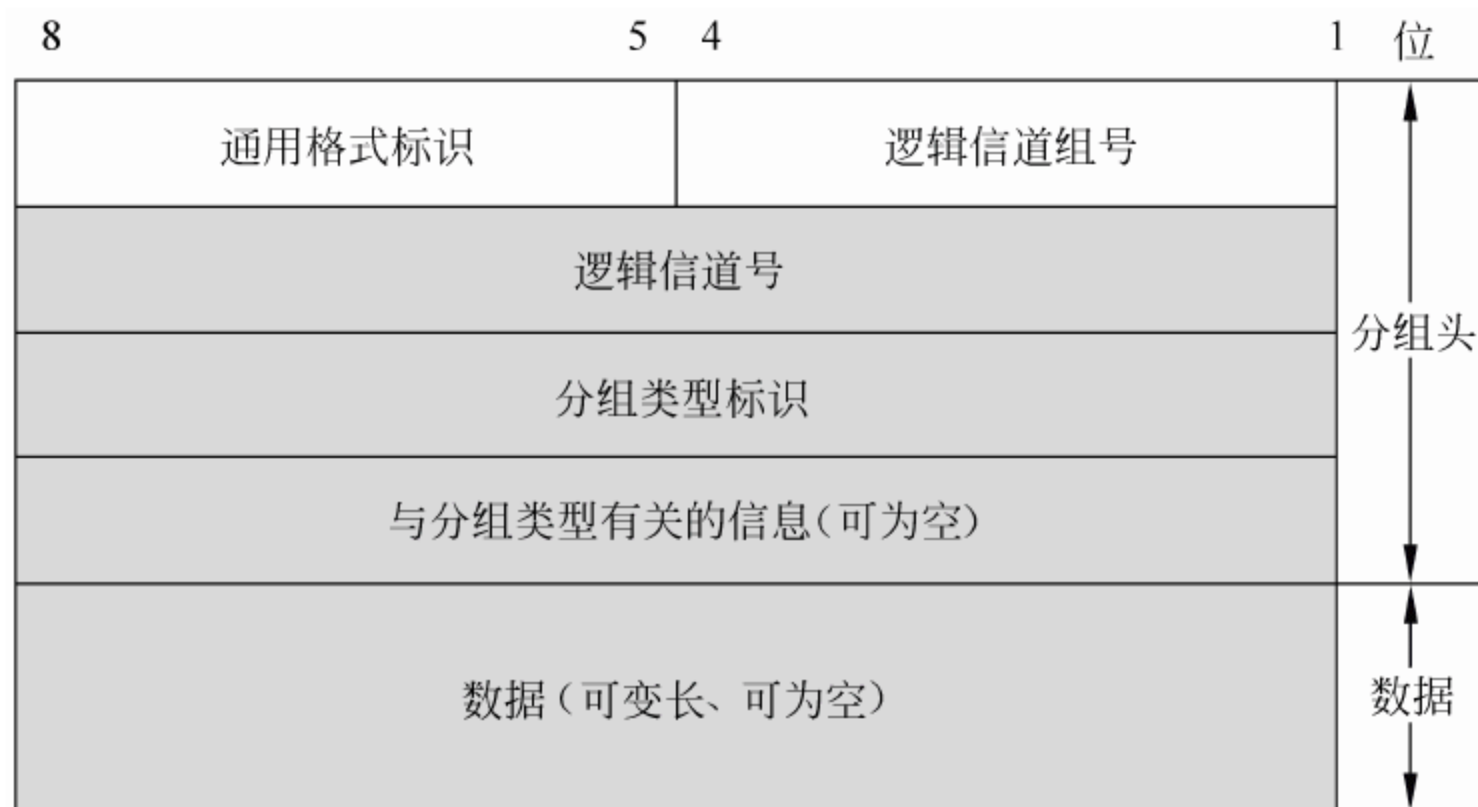 8 5 4 1 位
通用格式标识 逻辑信道组号
逻辑信道号
分组头
分组类型标识
与分组类型有关的信息(可为空)
数据(可变长、可为空) 数据